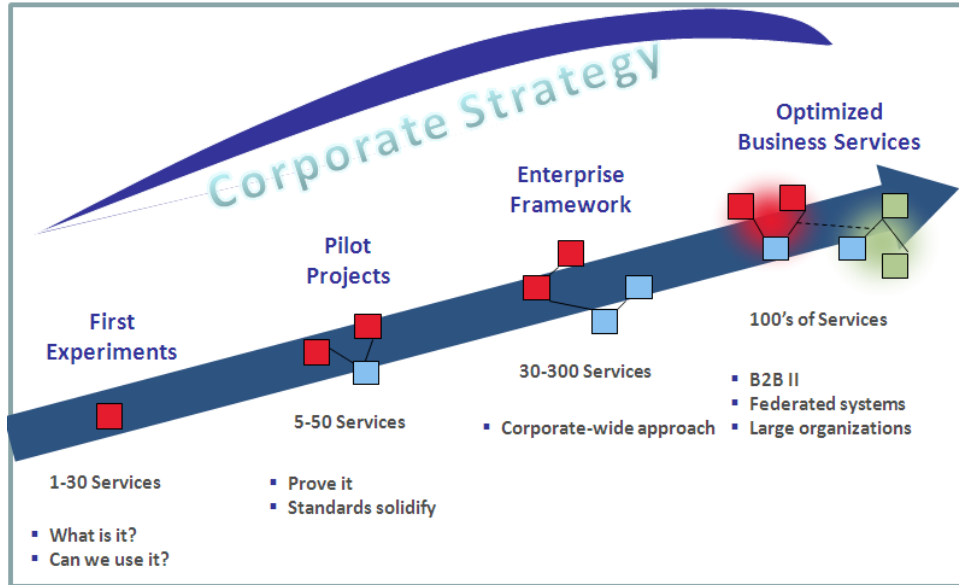 Corporate Strategy
First
Experiments
1-30 Services
▪ What is it?
▪ Can we use it?
Pilot
Projects
5-50 Services
▪ Prove it
▪ Standards solidify
Enterprise
Framework
30-300 Services
▪ Corporate-wide approach
Optimized
Business Services
100's of Services
▪ B2B II
▪ Federated systems
▪ Large organizations